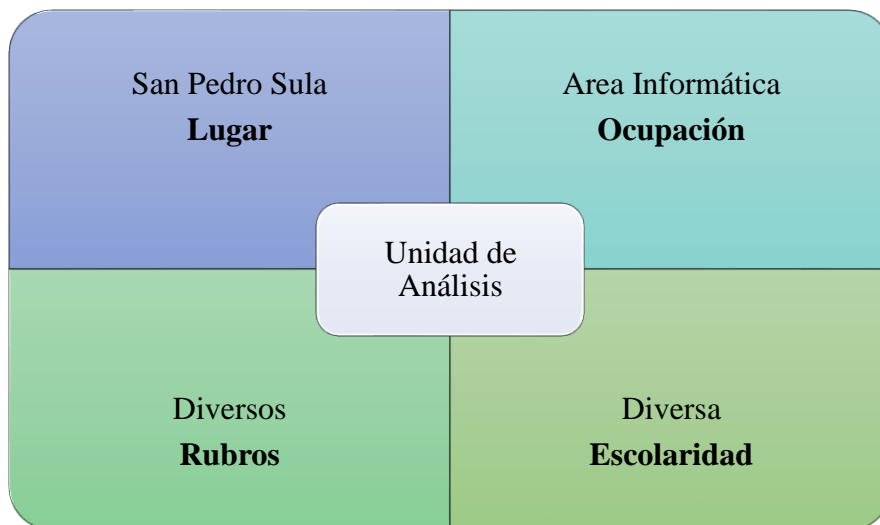 San Pedro Sula
Lugar
Area Informática
Ocupación
Unidad de
Análisis
Diversos
Rubros
Diversa
Escolaridad